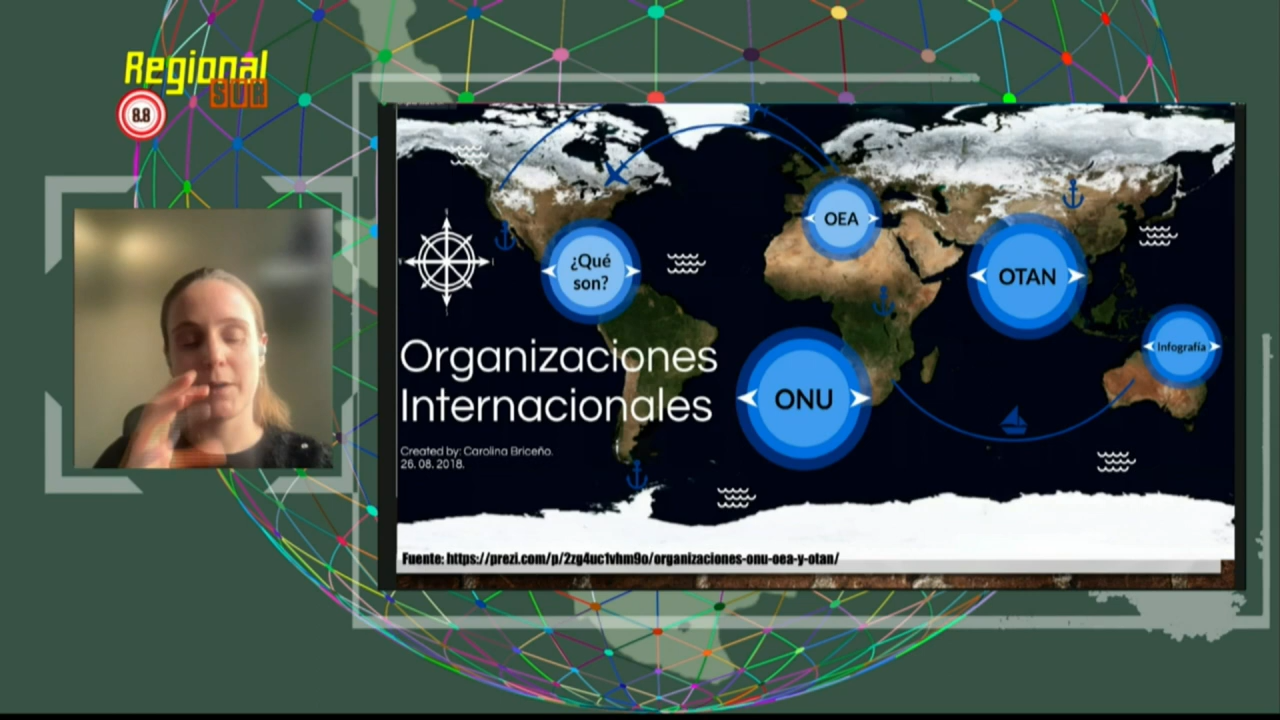 Regional
SUR
8.8
OEA
¿Qué
son?
OTAN
Infografía
Organizaciones
Internacionales
ONU
Created by: Carolina Briceño.
26. 08. 2018.
Fuente: https://prezi.com/p/2zg4uc1vhm9o/organizaciones-onu-oea-y-otan/